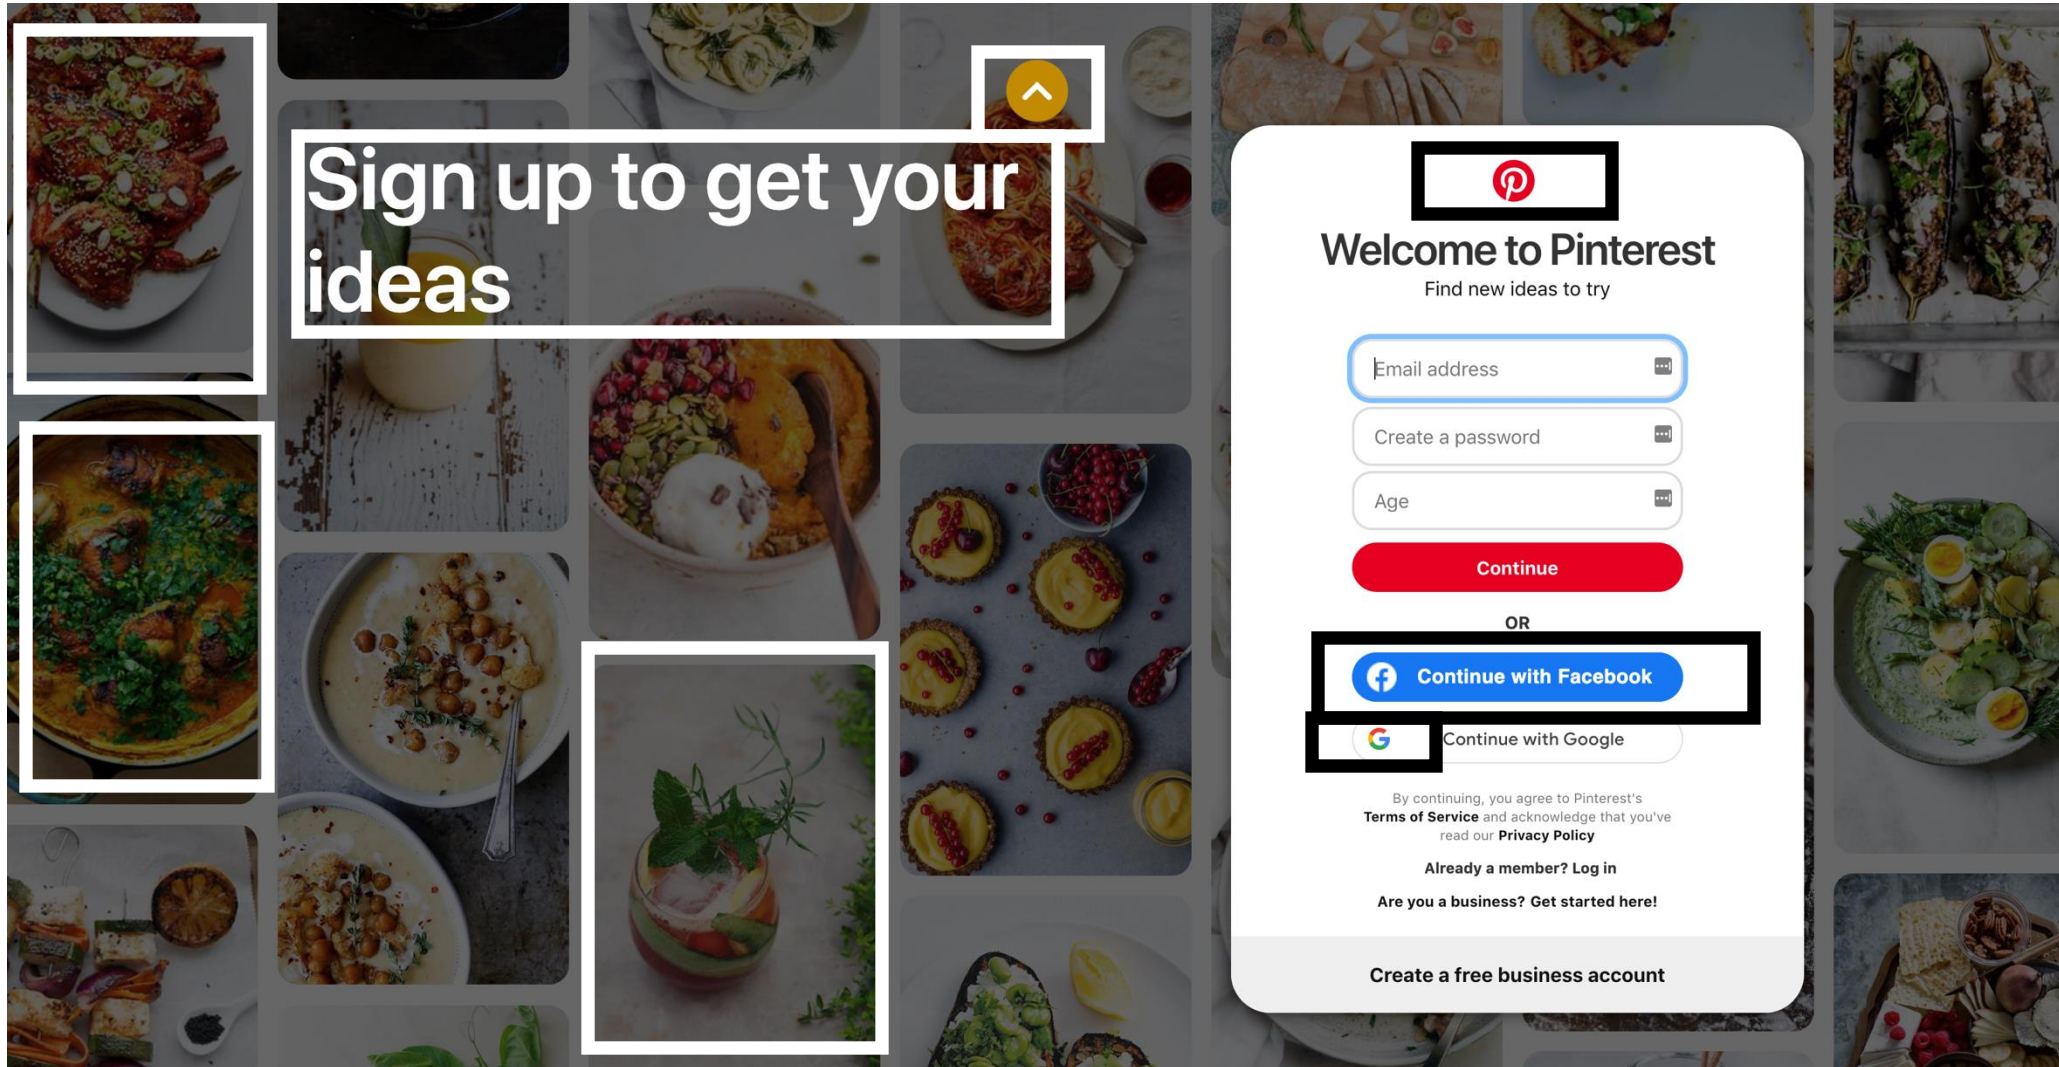 Sign up to get your
ideas
Welcome to Pinterest
Find new ideas to try
Email address
Create a password
Age
Continue
OR
Continue with Facebook
Continue with Google
By continuing, you agree to Pinterest's
Terms of Service and acknowledge that you've
read our Privacy Policy
Already a member? Log in
Are you a business? Get started here!
Create a free business account